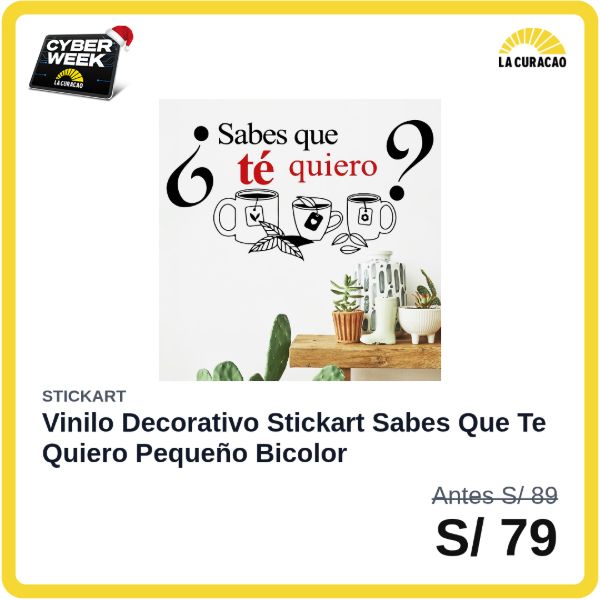 CYBER
WEEK
LA CURACAO
LA CURACAO
¿Sabes que
té quiero?
STICKART
Vinilo Decorativo Stickart Sabes Que Te
Quiero Pequeño Bicolor
Antes S/ 89
S/ 79